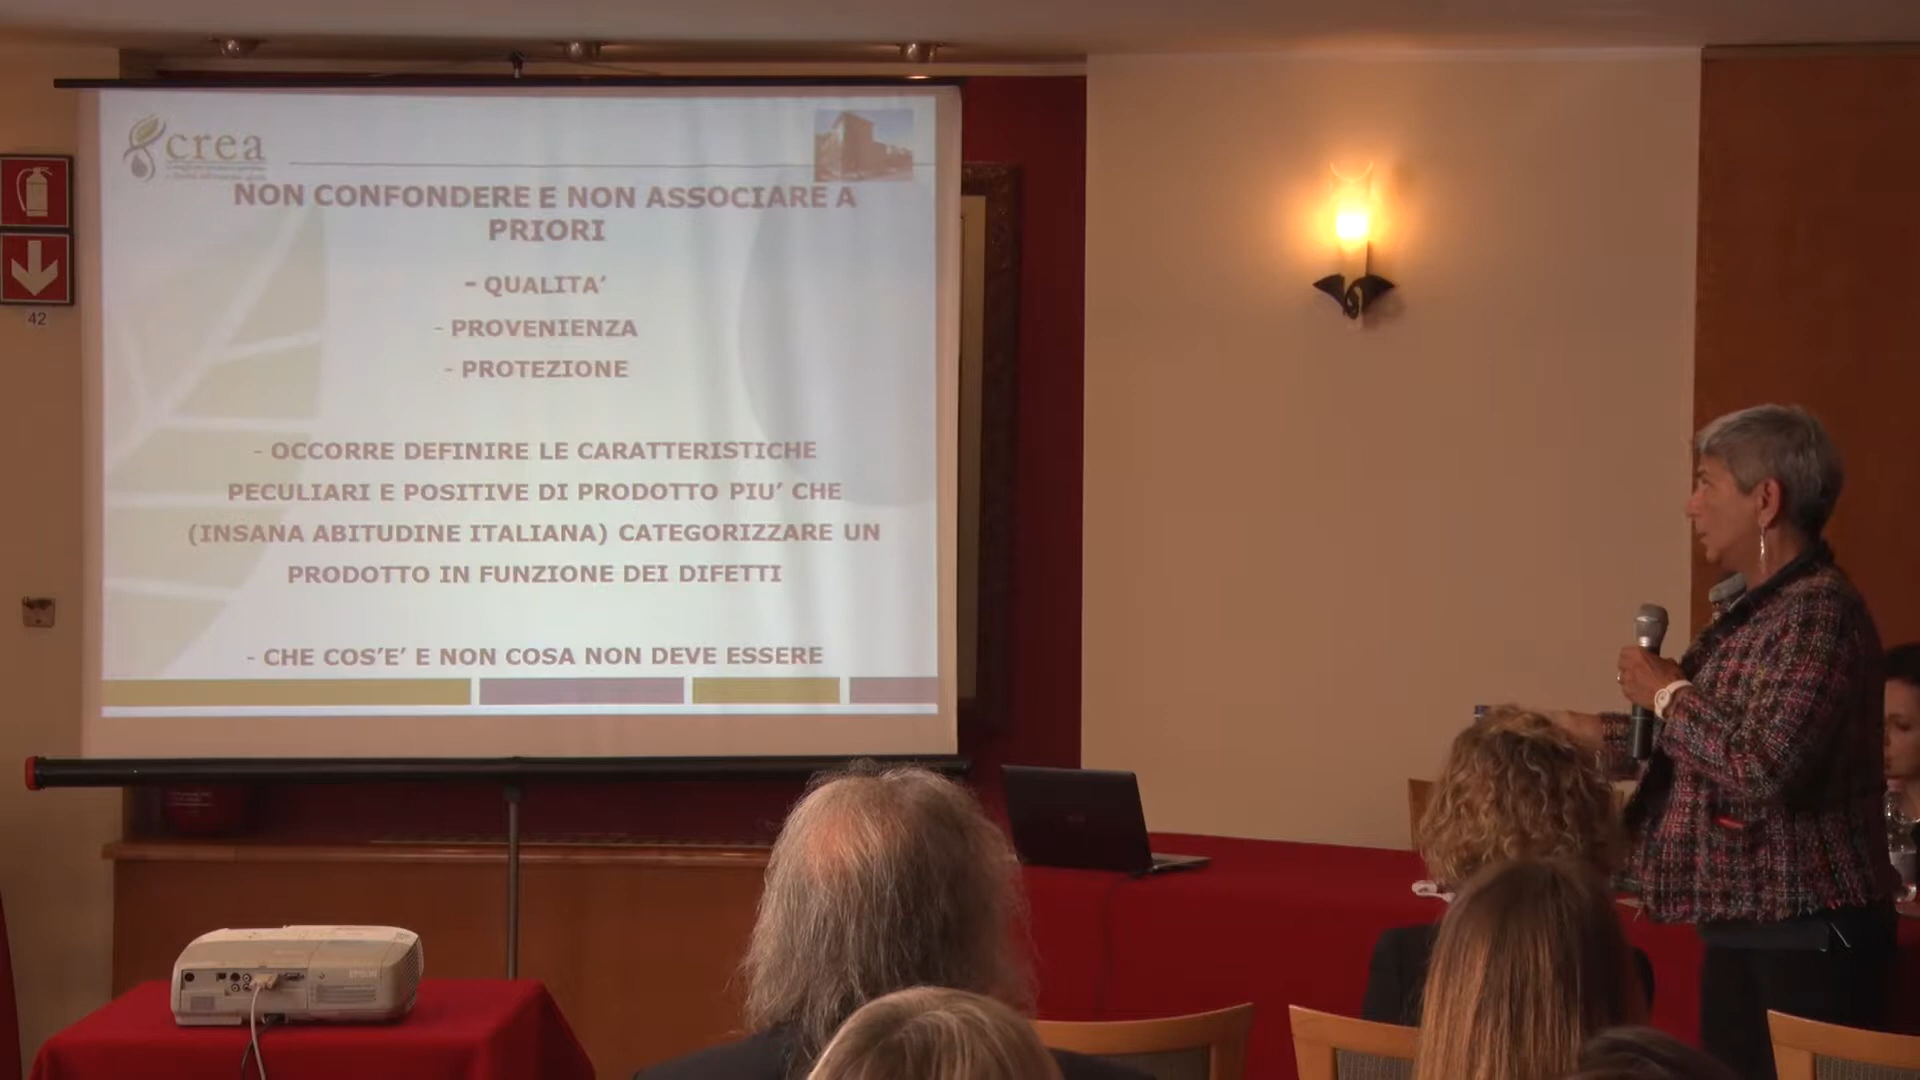 crea
NON CONFONDERE E NON ASSOCIARE A
PRIORI
- QUALITA’
- PROVENIENZA
- PROTEZIONE
- OCCORRE DEFINIRE LE CARATTERISTICHE
PECULIARI E POSITIVE DI PRODOTTO PIU’ CHE
(INSANA ABITUDINE ITALIANA) CATEGORIZZARE UN
PRODOTTO IN FUNZIONE DEI DIFETTI
- CHE COS’E’ E NON COSA NON DEVE ESSERE
42
EPSON